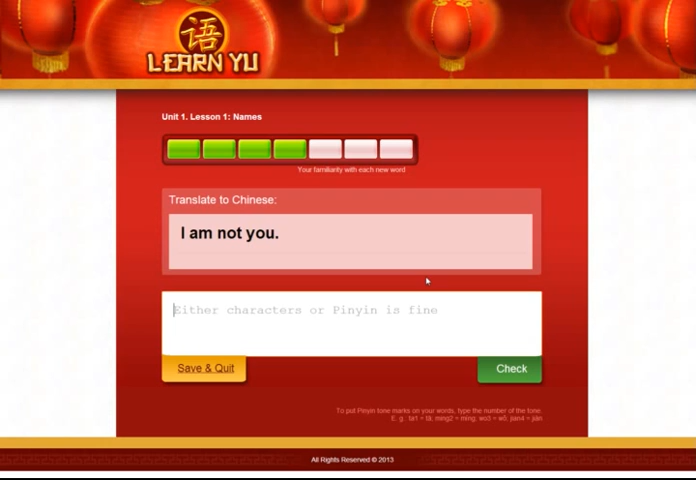 语
LEARN YU
Unit 1. Lesson 1: Names
Your familiarity with each new word
Translate to Chinese:
I am not you.
Either characters or Pinyin is fine
Save & Quit
Check
To put Pinyin tone marks on your words, type the number of the tone:
E. g.: ta1 = tā; ming2 = míng; wo3 = wǒ; jian4 = jiàn
All Rights Reserved © 2013